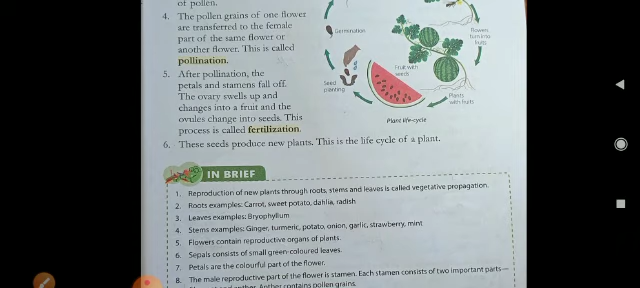 of pollen.
4. The pollen grains of one flower
are transferred to the female
part of the same flower or
another flower. This is called
pollination.
5. After pollination, the
petals and stamens fall off.
The ovary swells up and
changes into a fruit and the
ovules change into seeds. This
process is called fertilization.
6. These seeds produce new plants. This is the life cycle of a plant.
Germination
Flowers
turn into
fruits
Fruit with
seeds
Seed
planting
Plants
with fruits
Plant life-cycle
IN BRIEF
1. Reproduction of new plants through roots, stems and leaves is called vegetative propagation.
2. Roots examples: Carrot, sweet potato, dahlia, radish
3. Leaves examples: Bryophyllum
4. Stems examples: Ginger, turmeric, potato, onion, garlic, strawberry, mint
5. Flowers contain reproductive organs of plants.
6. Sepals consists of small green-coloured leaves.
7. Petals are the colourful part of the flower.
8. The male reproductive part of the flower is stamen. Each stamen consists of two important parts—
anther. Anther contains pollen grains.